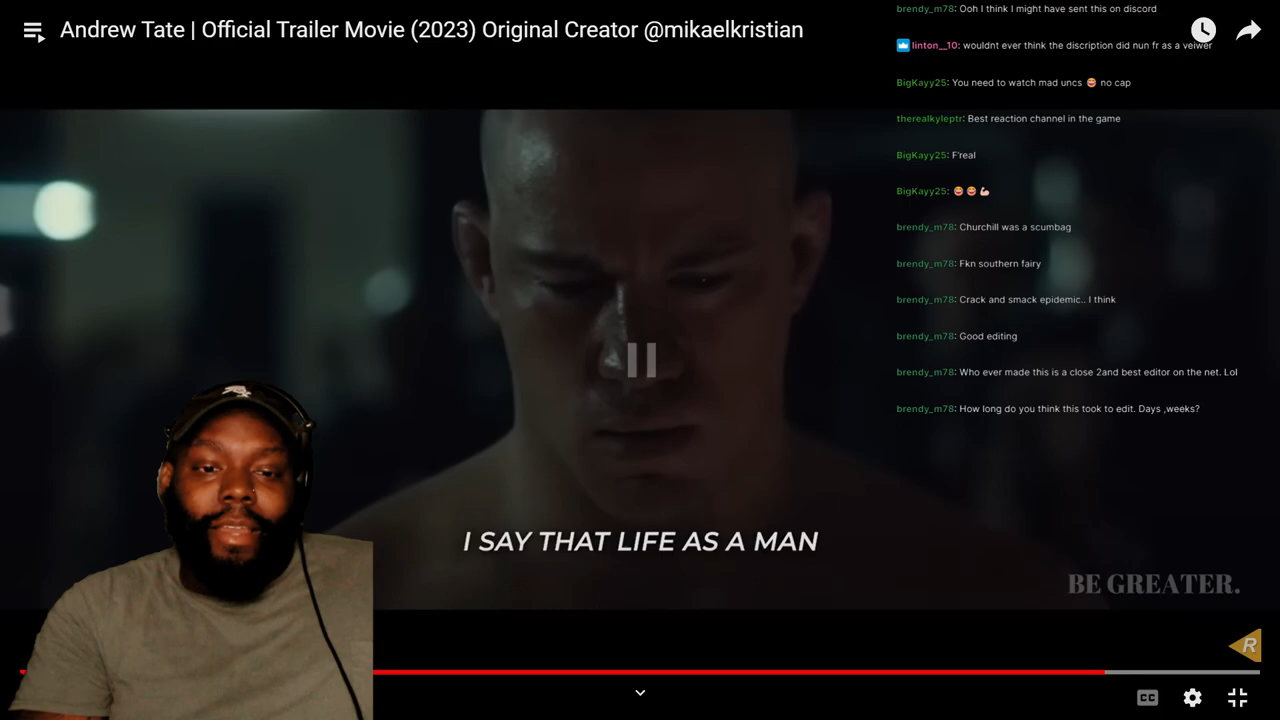 Andrew Tate | Official Trailer Movie (2023) Original Creator @mikaelkristian
brendy_m78: Ooh I think I might have sent this on discord
linton__10: wouldnt ever think the discription did nun fr as a veiwer
BigKayy25: You need to watch mad uncs 😂 no cap
therealkyleptr: Best reaction channel in the game
BigKayy25: F'real
BigKayy25: 😂 😂 💪🏻
brendy_m78: Churchill was a scumbag
brendy_m78: Fkn southern fairy
brendy_m78: Crack and smack epidemic.. I think
brendy_m78: Good editing
brendy_m78: Who ever made this is a close 2and best editor on the net. Lol
brendy_m78: How long do you think this took to edit. Days ,weeks?
I SAY THAT LIFE AS A MAN
BE GREATER.
R
CC